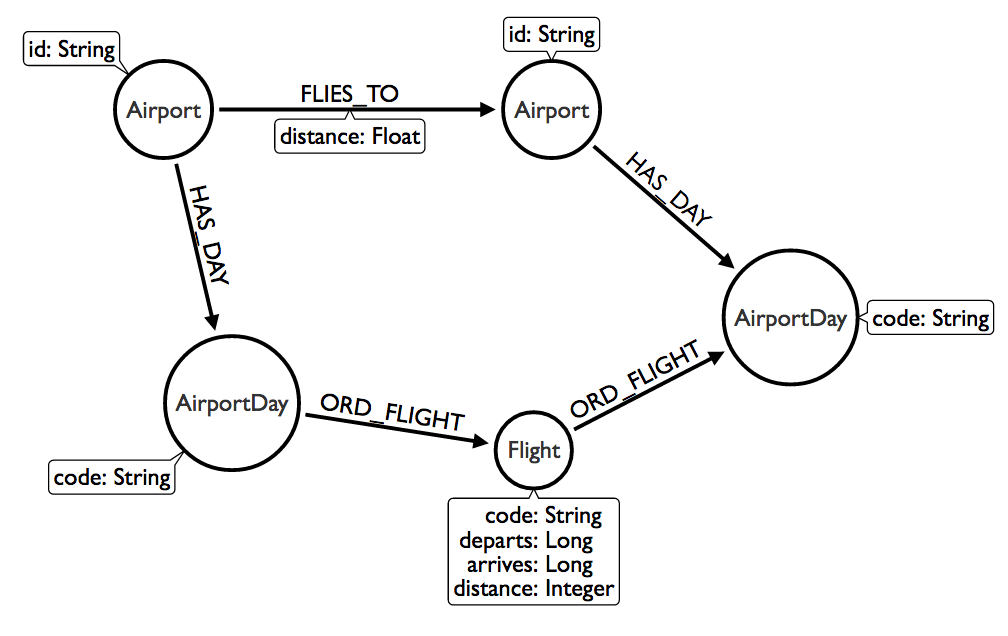 id: String
id: String
Airport
FLIES_TO
Airport
distance: Float
HAS_DAY
HAS_DAY
AirportDay
code: String
AirportDay
ORD_FLIGHT
ORD_FLIGHT
Flight
code: String
code: String
departs: Long
arrives: Long
distance: Integer